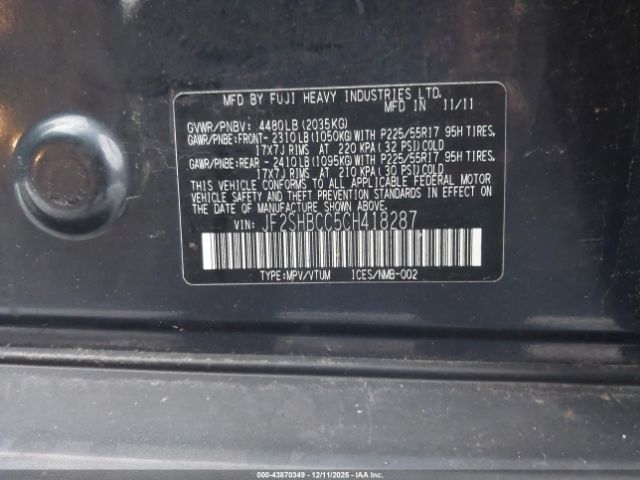 MFD BY FUJI HEAVY INDUSTRIES LTD.
MFD IN 11/11
GVWR/PNBV: 4480LB(2035KG)
GAWR/PNBE:FRONT- 2310LB(1050KG)WITH P225/55R17 95H TIRES,
17X7J RIMS AT 220 KPA(32 PSI)COLD
GAWR/PNBE:REAR - 2410LB(1095KG)WITH P225/55R17 95H TIRES,
17X7J RIMS AT 210 KPA(30 PSI)COLD
THIS VEHICLE CONFORMS TO ALL APPLICABLE FEDERAL MOTOR
VEHICLE SAFETY AND THEFT PREVENTION STANDARDS IN EFFECT ON
THE DATE OF MANUFACTURE SHOWN ABOVE.
VIN: JF2SHBCC5CH418287
TYPE:MPV/VTUM ICES/NMB-002
000-43870349 - 12/11/2025 - IAA Inc.